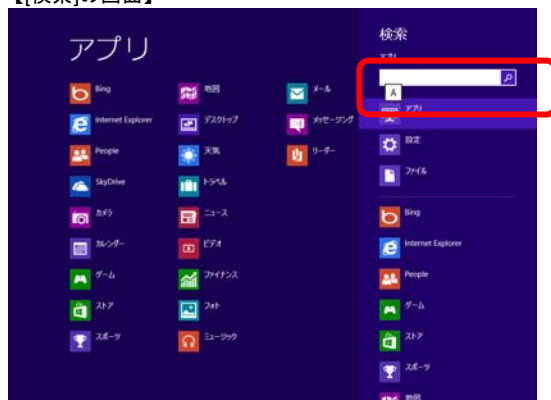 【[検索]の画面】
アプリ
Bing
Internet Explorer
People
SkyDrive
カメラ
カレンダー
ゲーム
ストア
スポーツ
地図
デスクトップ
天気
トラベル
ニュース
ビデオ
ファイナンス
フォト
ミュージック
メール
メッセージング
リーダー
検索
アプリ
A
アプリ
設定
ファイル
Bing
Internet Explorer
People
ゲーム
ストア
スポーツ
地図